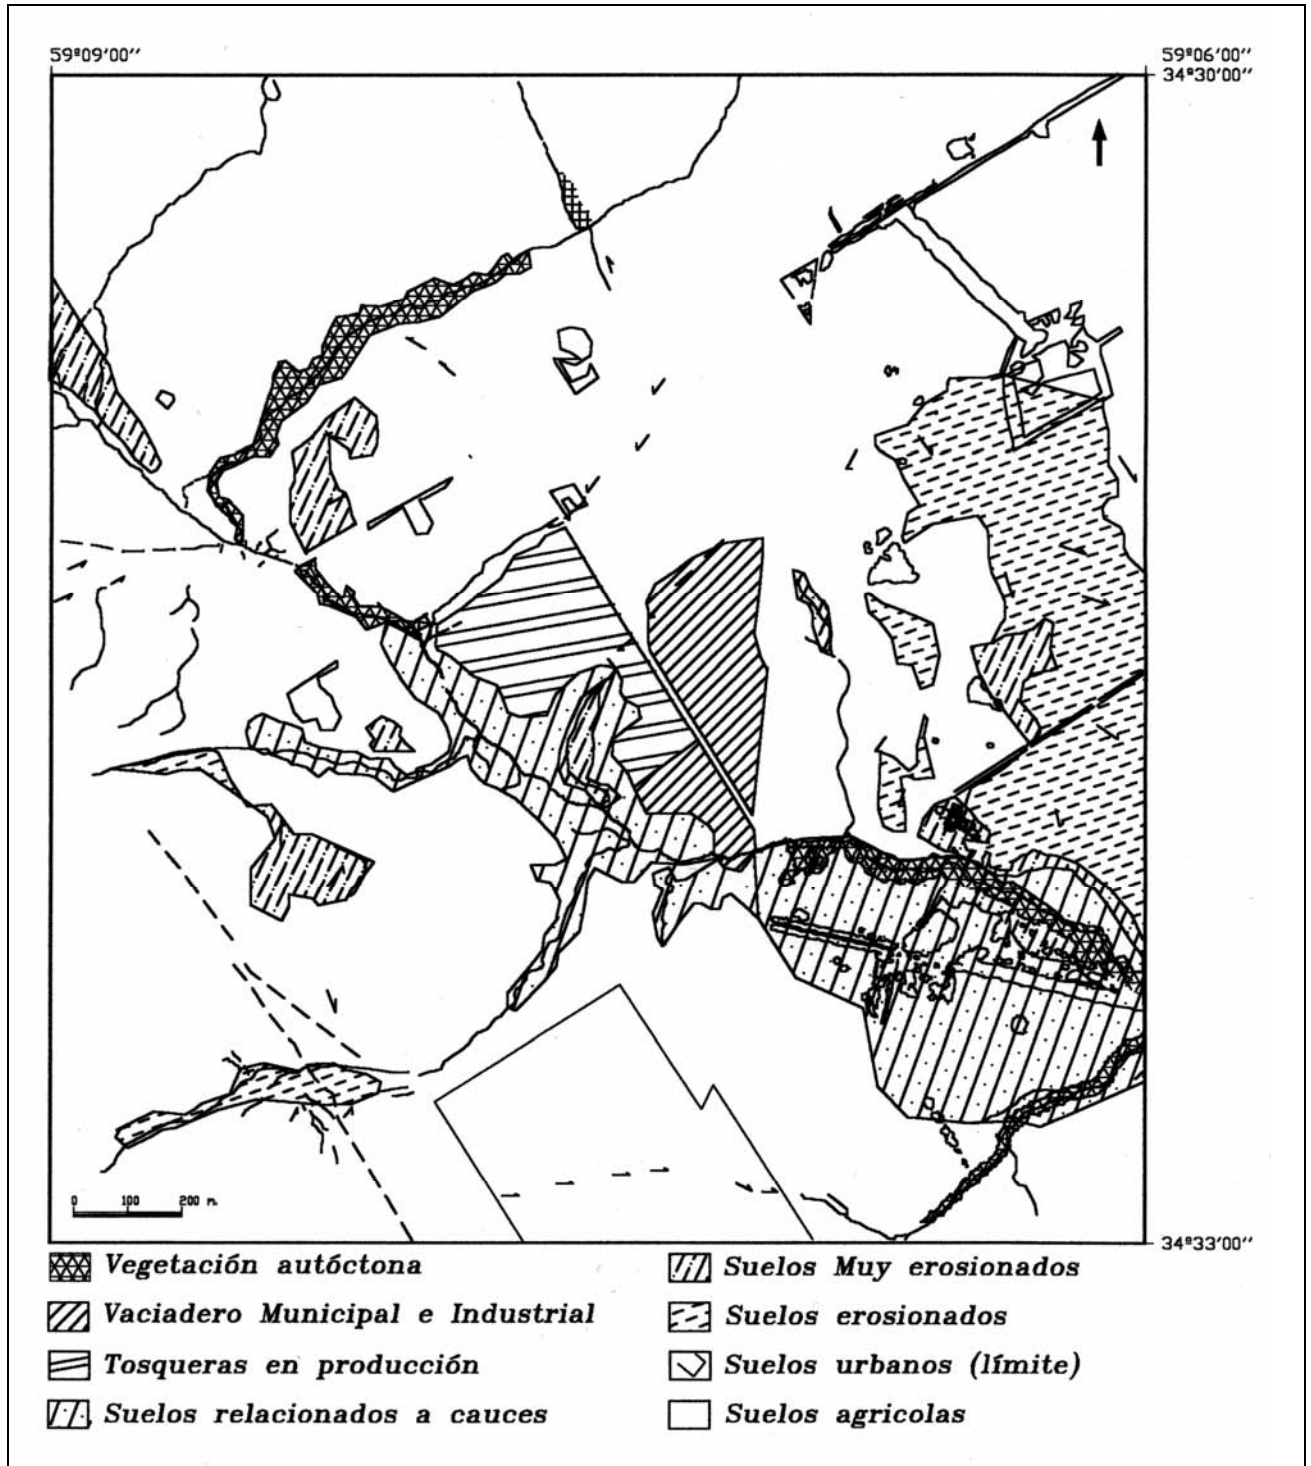 59º09'00''
59º06'00''
34º30'00''
0 100 200 m.
34º33'00''
Vegetación autóctona
Vaciadero Municipal e Industrial
Tosqueras en producción
Suelos relacionados a cauces
Suelos Muy erosionados
Suelos erosionados
Suelos urbanos (límite)
Suelos agricolas